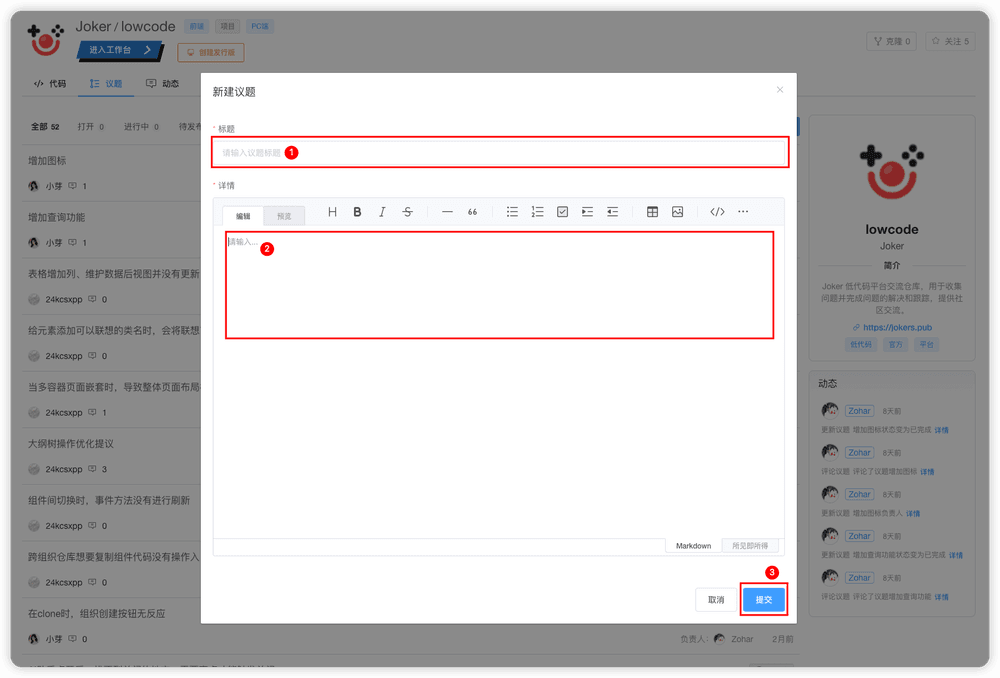 Joker / lowcode
前端
项目
PC端
进入工作台
创建发行版
克隆 0
关注 5
代码
议题
动态
全部 52
打开 0
进行中 0
待发布
增加图标
小芽 1
增加查询功能
小芽 1
表格增加列、维护数据后视图并没有更新
24kcsxpp 0
给元素添加可以联想的类名时，会将联想
24kcsxpp 0
当多容器页面嵌套时，导致整体页面布局
24kcsxpp 1
大纲树操作优化提议
24kcsxpp 3
组件间切换时，事件方法没有进行刷新
24kcsxpp 0
跨组织仓库想要复制组件代码没有操作入
24kcsxpp 0
在clone时，组织创建按钮无反应
小芽 0
负责人: Zohar 2月前
新建议题
* 标题
请输入议题标题
1
* 详情
编辑
预览
H B I S 66
请输入...
2
Markdown
所见即所得
3
取消
提交
lowcode
Joker
简介
Joker 低代码平台交流仓库，用于收集
问题并完成问题的解决和跟踪，提供社
区交流。
https://jokers.pub
低代码
官方
平台
动态
Zohar 8天前
更新议题 增加图标状态变为已完成 详情
Zohar 8天前
评论议题 评论了议题增加图标 详情
Zohar 8天前
更新议题 增加图标负责人 详情
Zohar 8天前
更新议题 增加查询功能状态变为已完成 详情
Zohar 8天前
评论议题 评论了议题增加查询功能 详情